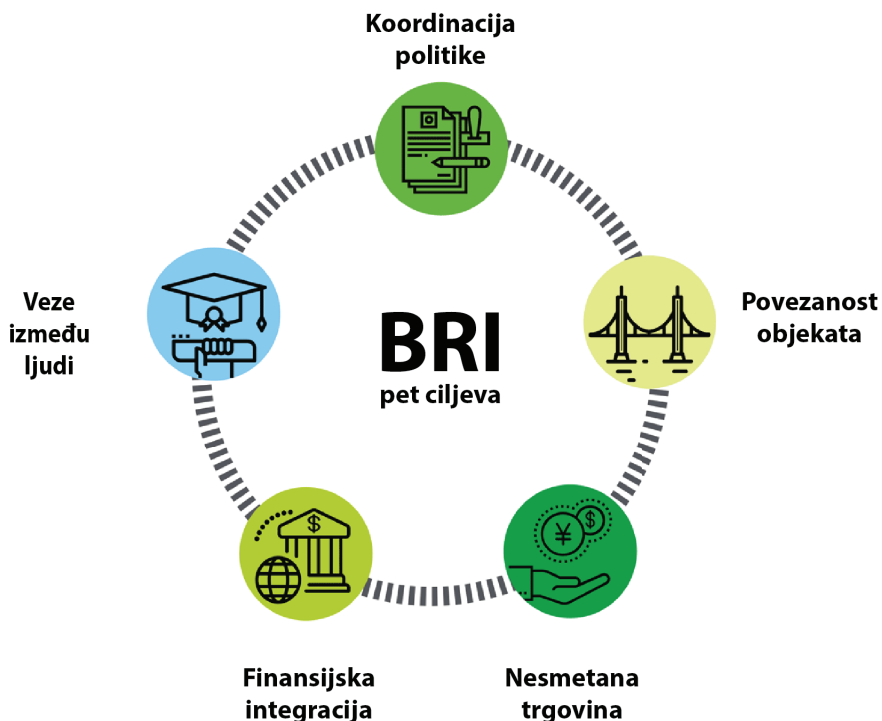 Koordinacija
politike
Veze
između
ljudi
BRI
pet ciljeva
Povezanost
objekata
$
¥
$
Finansijska
integracija
Nesmetana
trgovina